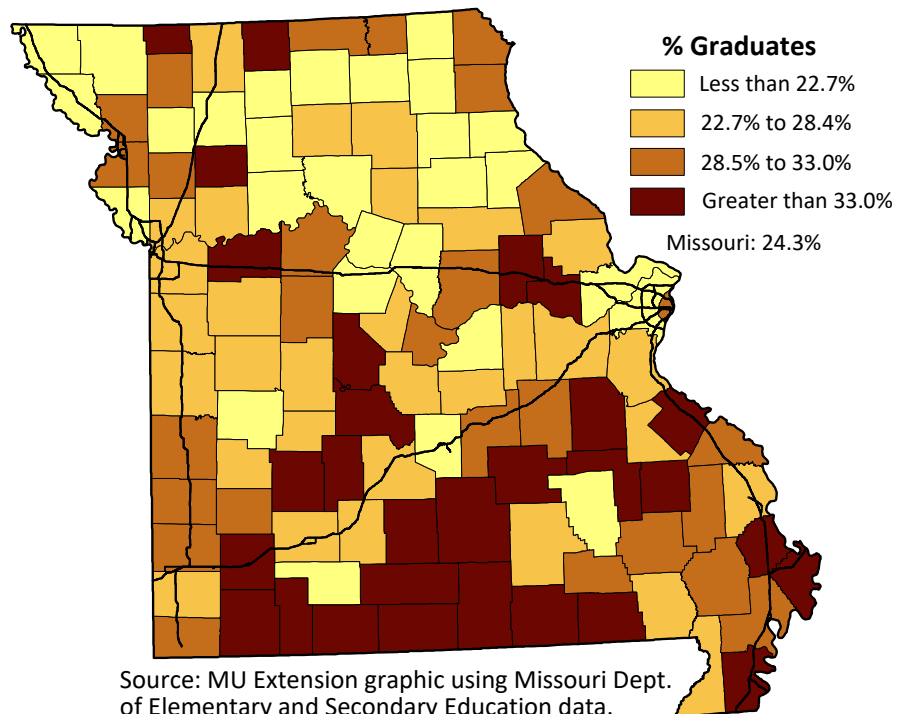 % Graduates
Less than 22.7%
22.7% to 28.4%
28.5% to 33.0%
Greater than 33.0%
Missouri: 24.3%
Source: MU Extension graphic using Missouri Dept.
of Elementary and Secondary Education data.